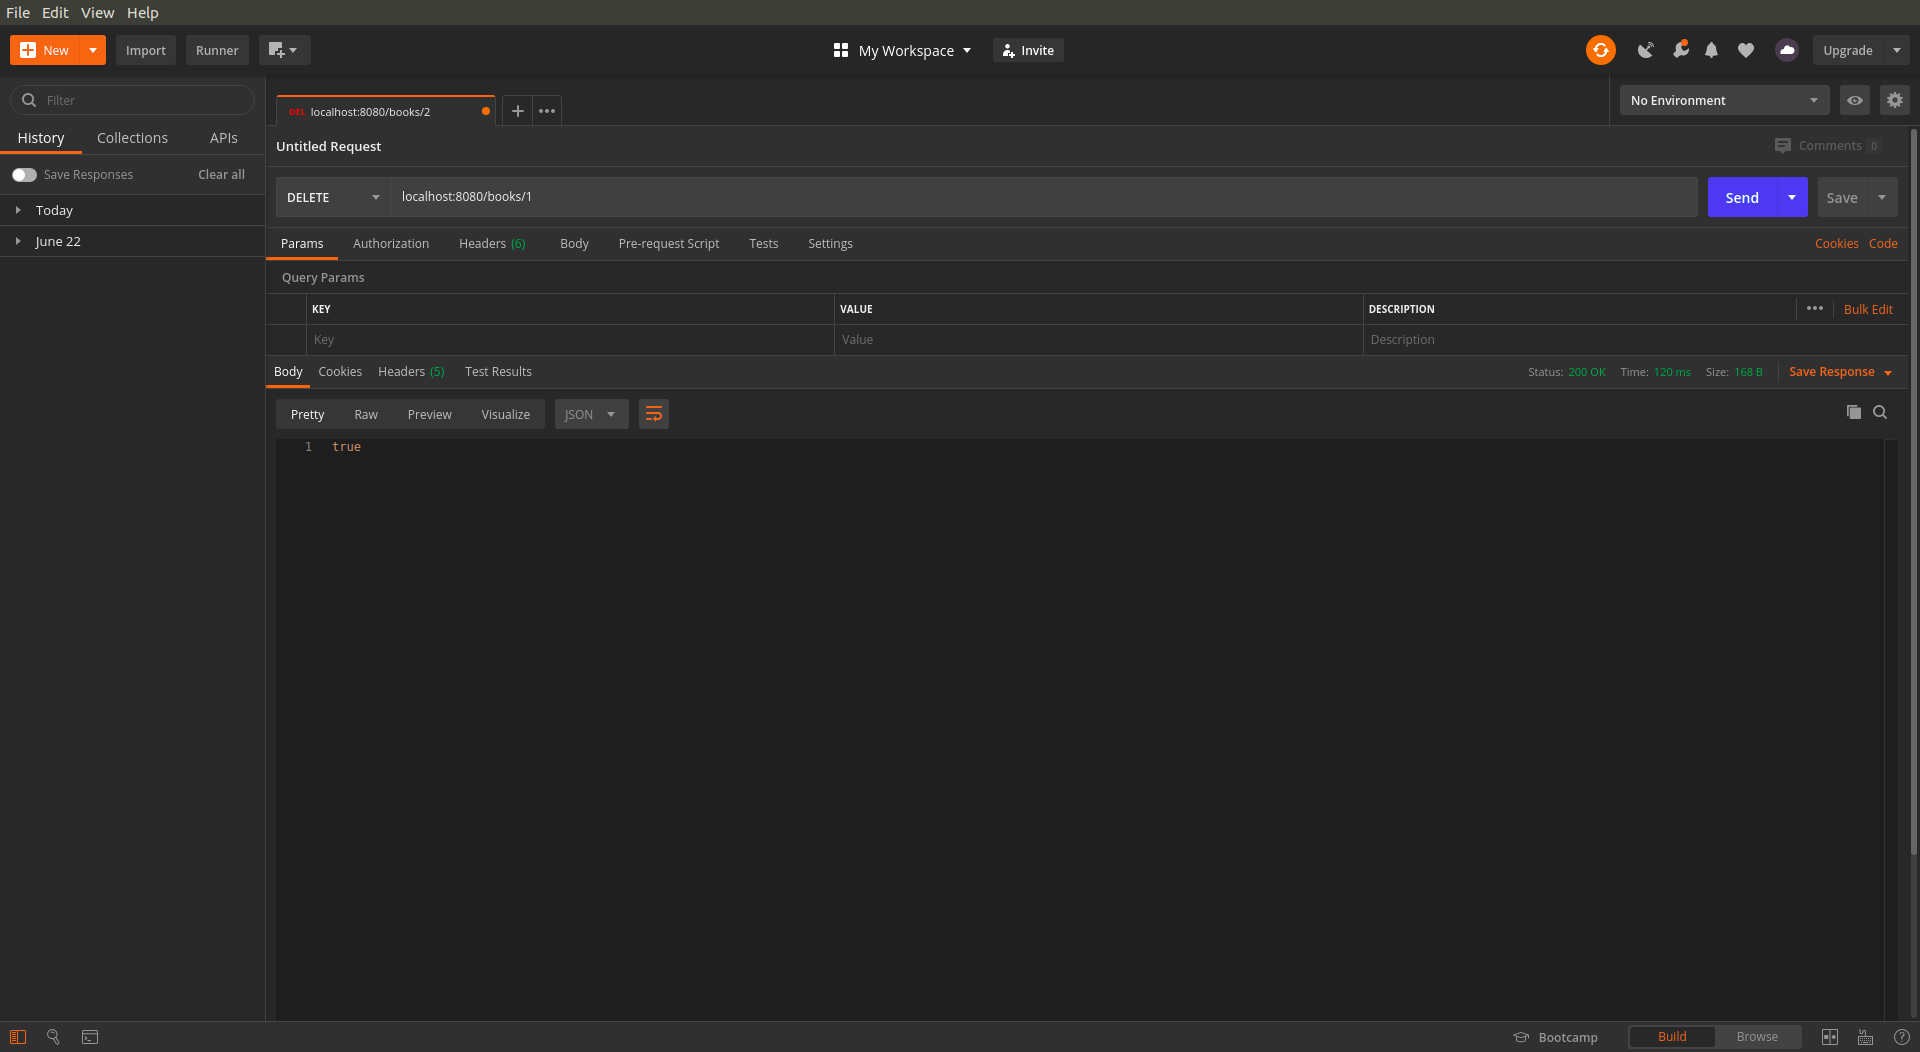 File Edit View Help
New Import Runner
My Workspace Invite
Upgrade
Filter
History Collections APIs
Save Responses Clear all
Today
June 22
DEL localhost:8080/books/2
No Environment
Untitled Request
Comments 0
DELETE localhost:8080/books/1 Send Save
Params Authorization Headers (6) Body Pre-request Script Tests Settings Cookies Code
Query Params
KEY VALUE DESCRIPTION Bulk Edit
Key Value Description
Body Cookies Headers (5) Test Results Status: 200 OK Time: 120 ms Size: 168 B Save Response
Pretty Raw Preview Visualize JSON
1 true
Bootcamp Build Browse